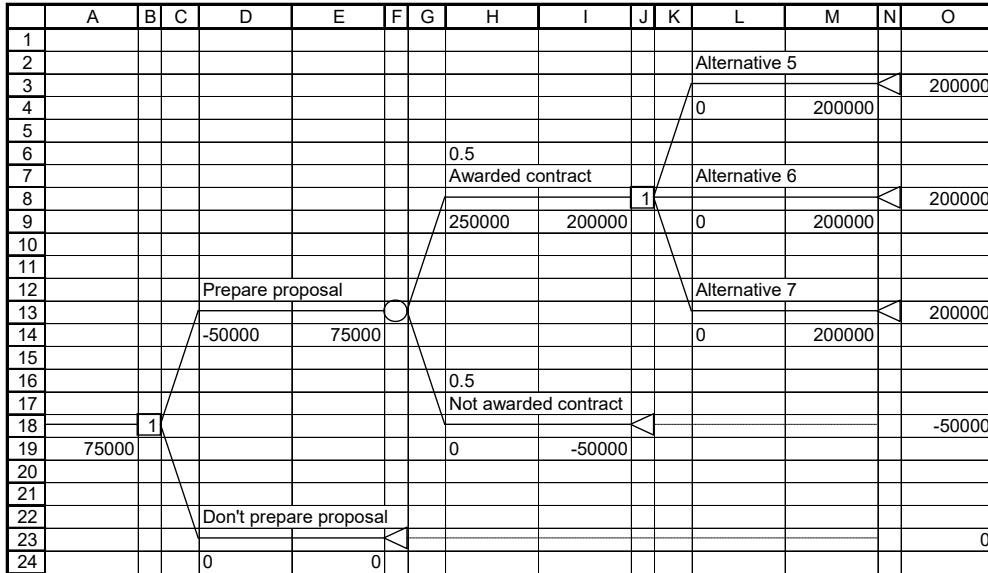 A B C D E F G H I J K L M N O
1
2 Alternative 5
3 200000
4 0 200000
5
6 0.5
7 Awarded contract Alternative 6
8 1 200000
9 250000 200000 0 200000
10
11
12 Prepare proposal Alternative 7
13 200000
14 -50000 75000 0 200000
15
16 0.5
17 Not awarded contract
18 1 -50000
19 75000 0 -50000
20
21
22 Don't prepare proposal
23 0
24 0 0